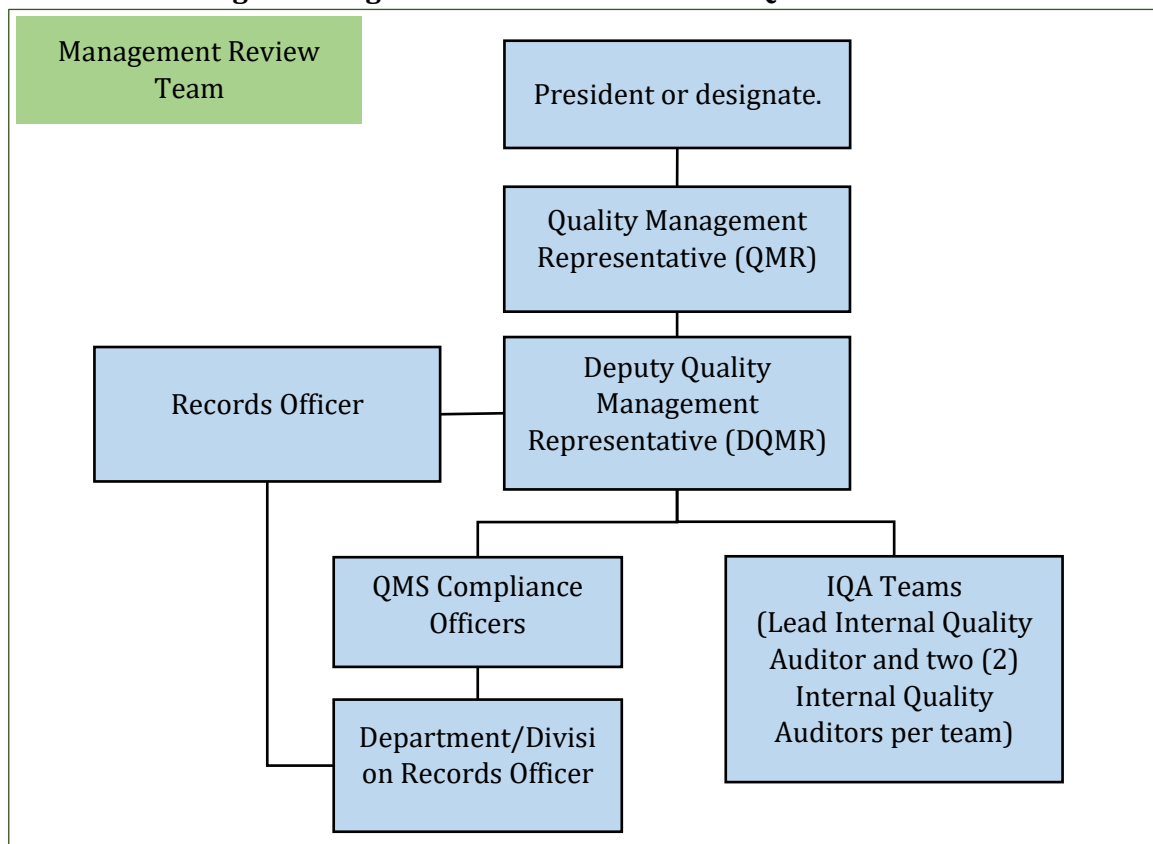 Management Review
Team
President or designate.
Quality Management
Representative (QMR)
Records Officer
Deputy Quality
Management
Representative (DQMR)
QMS Compliance
Officers
IQA Teams
(Lead Internal Quality
Auditor and two (2)
Internal Quality
Auditors per team)
Department/Divisi
on Records Officer